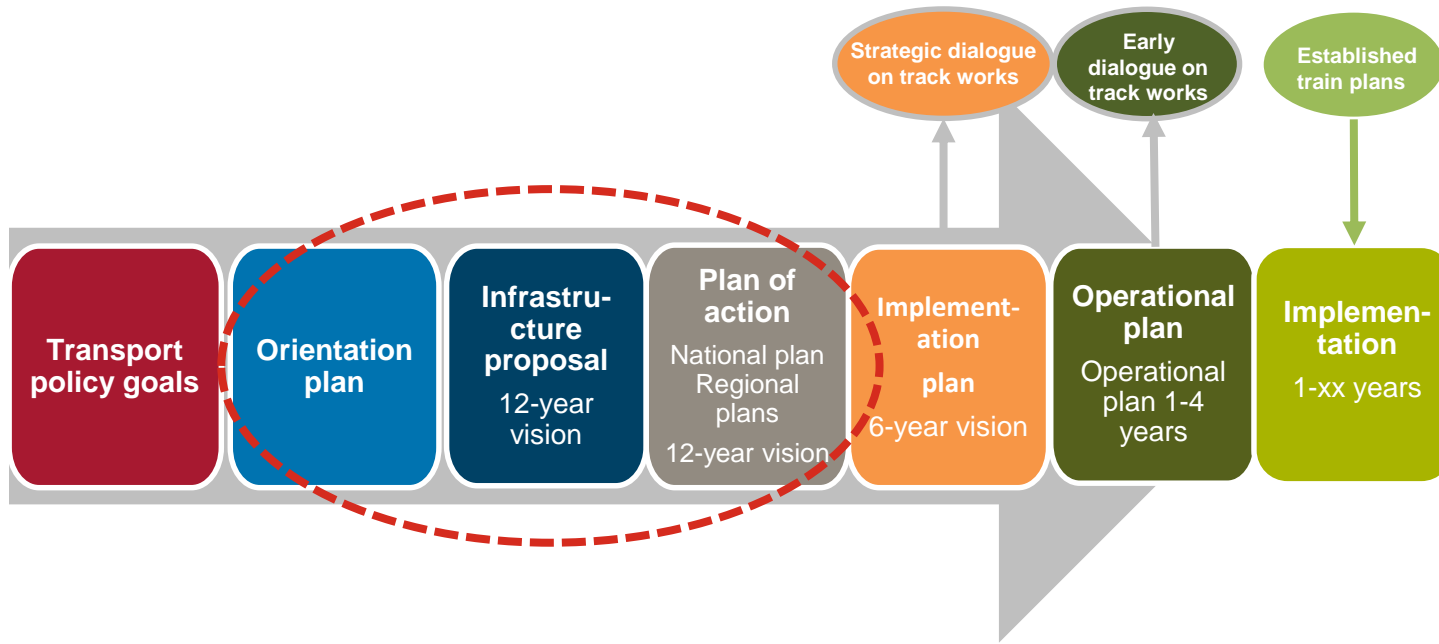 Strategic dialogue
on track works
Early
dialogue on
track works
Established
train plans
Transport
policy goals
Orientation
plan
Infrastru-
cture
proposal
12-year
vision
Plan of
action
National plan
Regional
plans
12-year vision
Implement-
ation
plan
6-year vision
Operational
plan
Operational
plan 1-4
years
Implemen-
tation
1-xx years